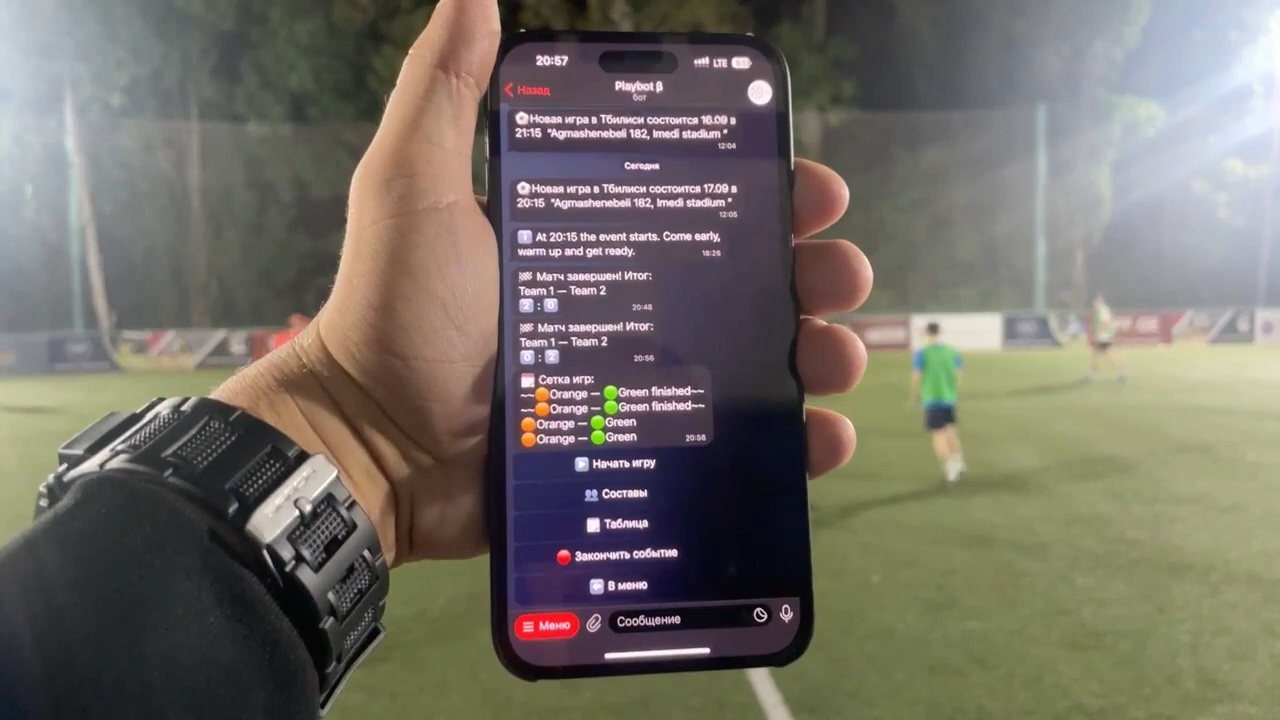 20:57
LTE
Назад
Playbot β
бот
Новая игра в Тбилиси состоится 16.09 в
21:15 "Agmashenebeli 182, Imedi stadium "
12:04
Сегодня
Новая игра в Тбилиси состоится 17.09 в
20:15 "Agmashenebeli 182, Imedi stadium "
12:05
At 20:15 the event starts. Come early,
warm up and get ready.
18:26
Матч завершен! Итог:
Team 1 — Team 2
2 : 0
20:48
Матч завершен! Итог:
Team 1 — Team 2
0 : 2
20:56
Сетка игр:
~~Orange — Green finished~~
~~Orange — Green finished~~
Orange — Green
Orange — Green
20:56
Начать игру
Составы
Таблица
Закончить событие
В меню
Меню
Сообщение